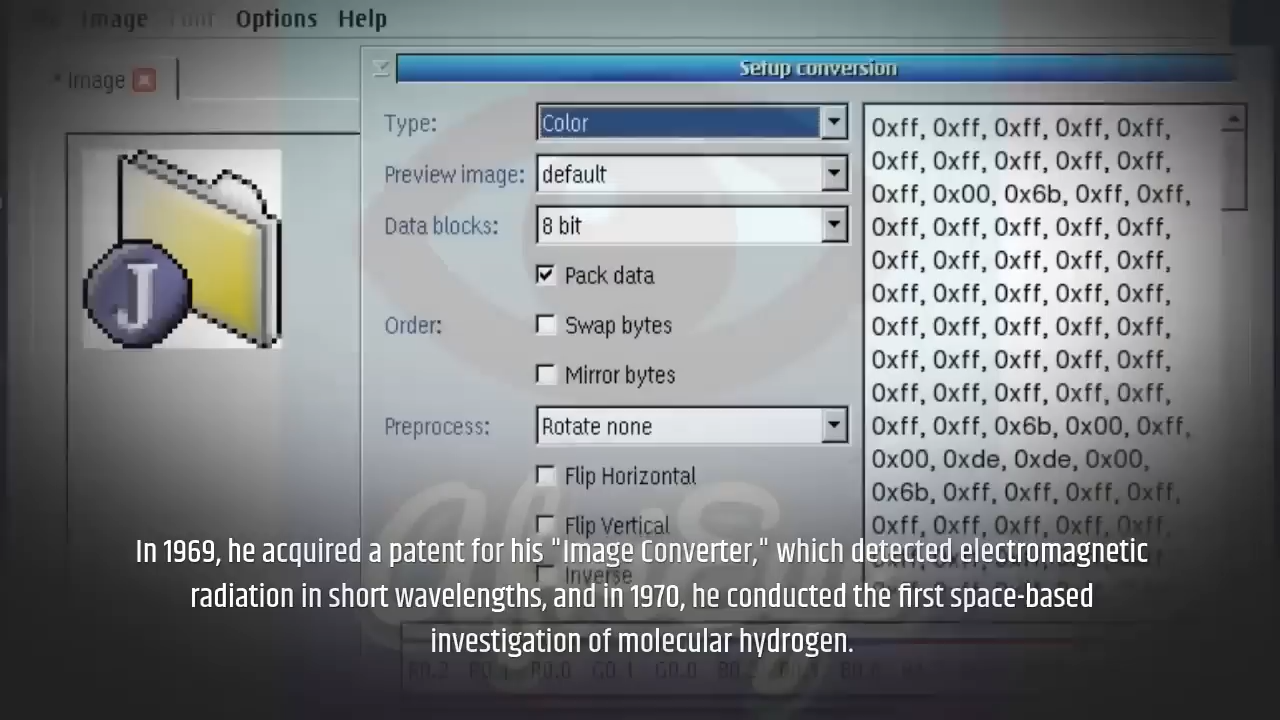 Image Font Options Help
* Image
Setup conversion
Type: Color
Preview image: default
Data blocks: 8 bit
Pack data
Order: Swap bytes
Mirror bytes
Preprocess: Rotate none
Flip Horizontal
Flip Vertical
Inverse
J
0xff, 0xff, 0xff, 0xff, 0xff,
0xff, 0xff, 0xff, 0xff, 0xff,
0xff, 0x00, 0x6b, 0xff, 0xff,
0xff, 0xff, 0xff, 0xff, 0xff,
0xff, 0xff, 0xff, 0xff, 0xff,
0xff, 0xff, 0xff, 0xff, 0xff,
0xff, 0xff, 0xff, 0xff, 0xff,
0xff, 0xff, 0xff, 0xff, 0xff,
0xff, 0xff, 0xff, 0xff, 0xff,
0xff, 0xff, 0x6b, 0x00, 0xff,
0x00, 0xde, 0xde, 0x00,
0x6b, 0xff, 0xff, 0xff, 0xff,
0xff, 0xff, 0xff, 0xff, 0xff,
In 1969, he acquired a patent for his "Image Converter," which detected electromagnetic
radiation in short wavelengths, and in 1970, he conducted the first space-based
investigation of molecular hydrogen.